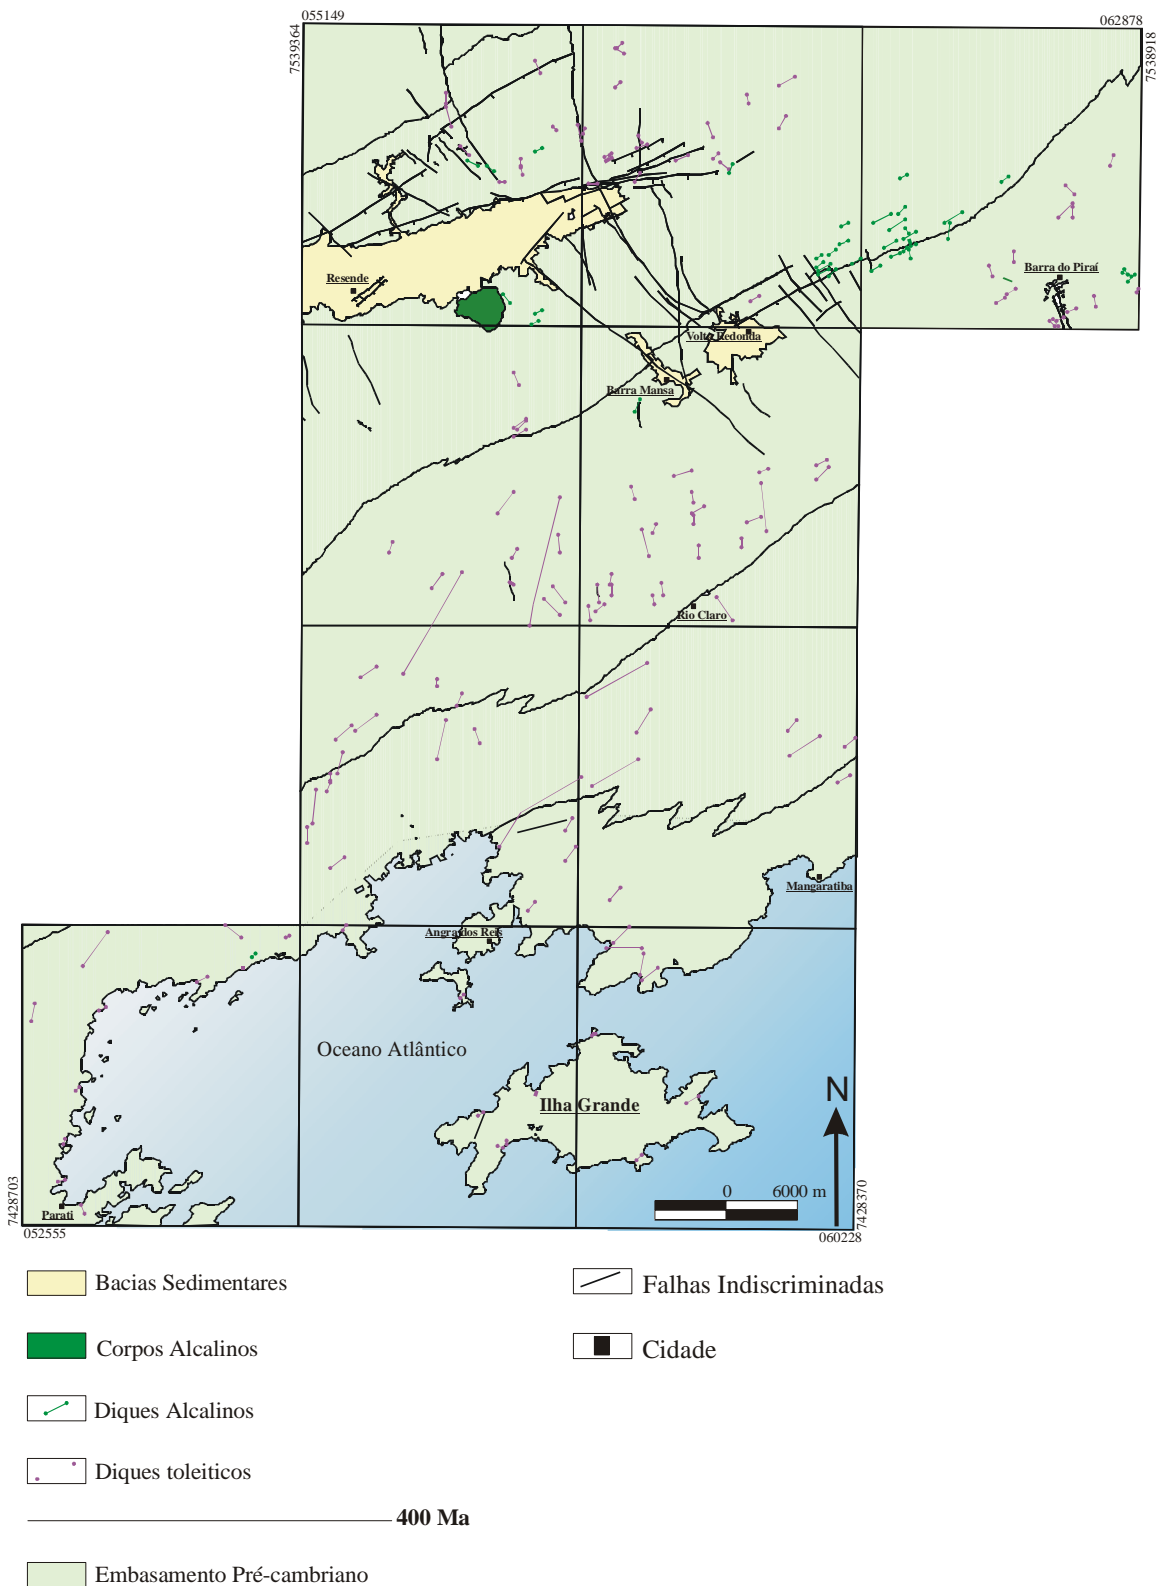 055149
062878
7539364
7538918
Resende
Barra do Piraí
Volta Redonda
Barra Mansa
Rio Claro
Mangaratiba
Angra dos Reis
Oceano Atlântico
N
Ilha Grande
0 6000 m
Parati
7428703
7428370
052555
060228
Bacias Sedimentares
Falhas Indiscriminadas
Corpos Alcalinos
Cidade
Diques Alcalinos
Diques toleiticos
400 Ma
Embasamento Pré-cambriano